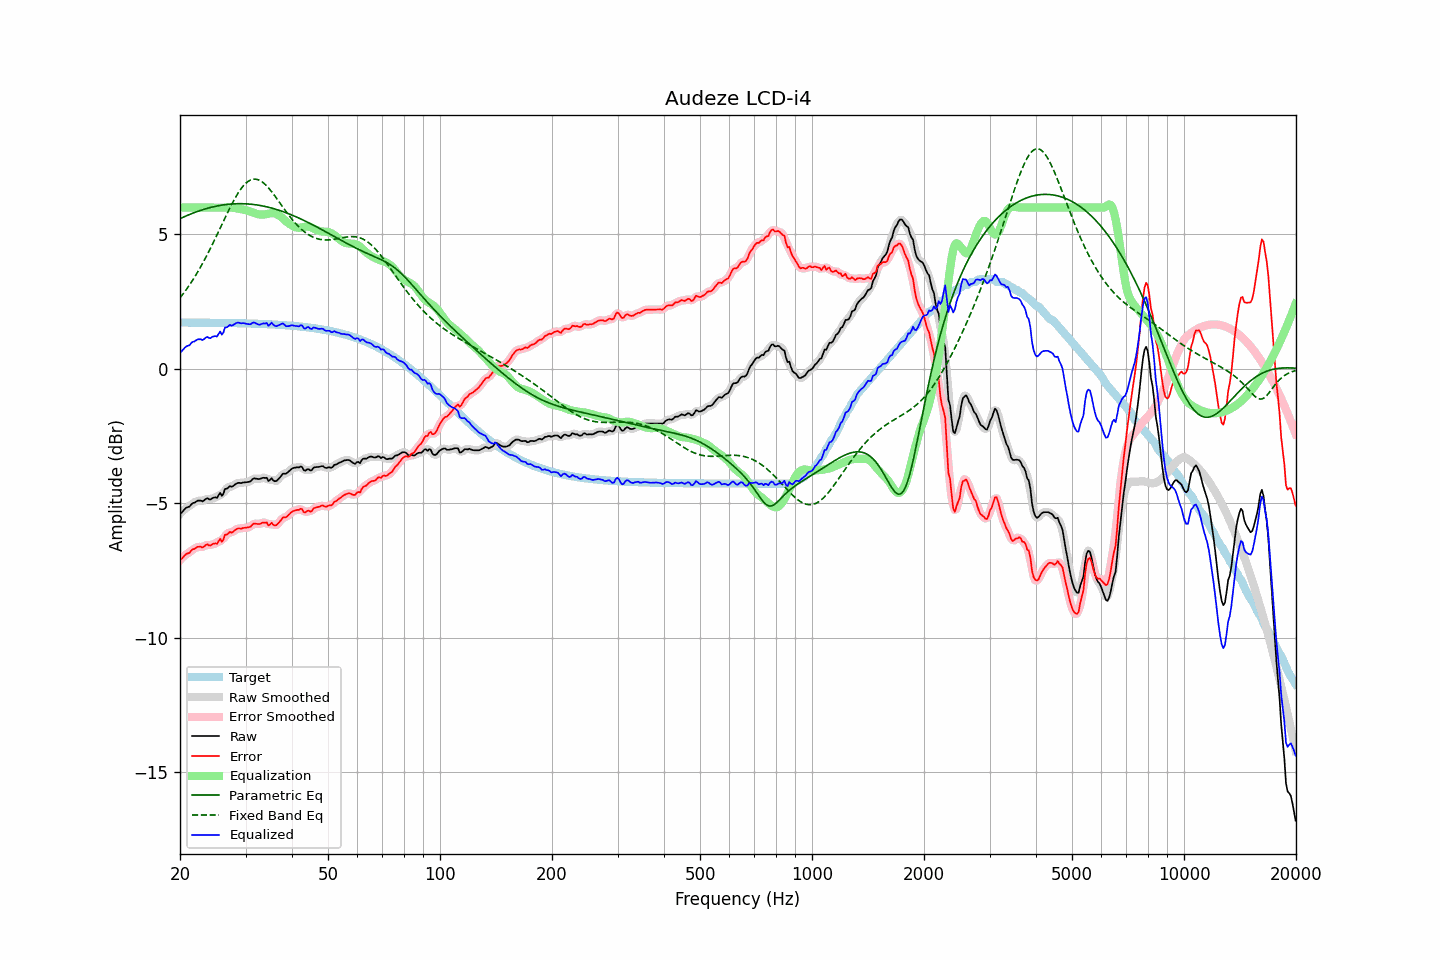 Audeze LCD-i4
Amplitude (dBr)
5
0
−5
−10
−15
Target
Raw Smoothed
Error Smoothed
Raw
Error
Equalization
Parametric Eq
Fixed Band Eq
Equalized
20
50
100
200
500
1000
2000
5000
10000
20000
Frequency (Hz)